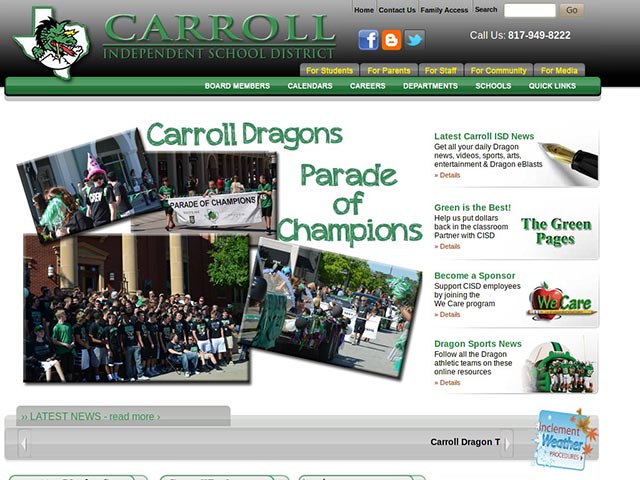 Home Contact Us Family Access Search Go
CARROLL
INDEPENDENT SCHOOL DISTRICT
Call Us: 817-949-8222
For Students For Parents For Staff For Community For Media
BOARD MEMBERS CALENDARS CAREERS DEPARTMENTS SCHOOLS QUICK LINKS
Carroll Dragons
Parade
of
Champions
CREW
PARADE OF CHAMPIONS
Latest Carroll ISD News
Get all your daily Dragon
news, videos, sports, arts,
entertainment & Dragon eBlasts
» Details
Green is the Best!
Help us put dollars
back in the classroom
Partner with CISD
» Details
The Green
Pages
Become a Sponsor
Support CISD employees
by joining the
We Care program
» Details
We Care
Dragon Sports News
Follow all the Dragon
athletic teams on these
online resources
» Details
›› LATEST NEWS - read more ›
Carroll Dragon T
Inclement
Weather
PROCEDURES